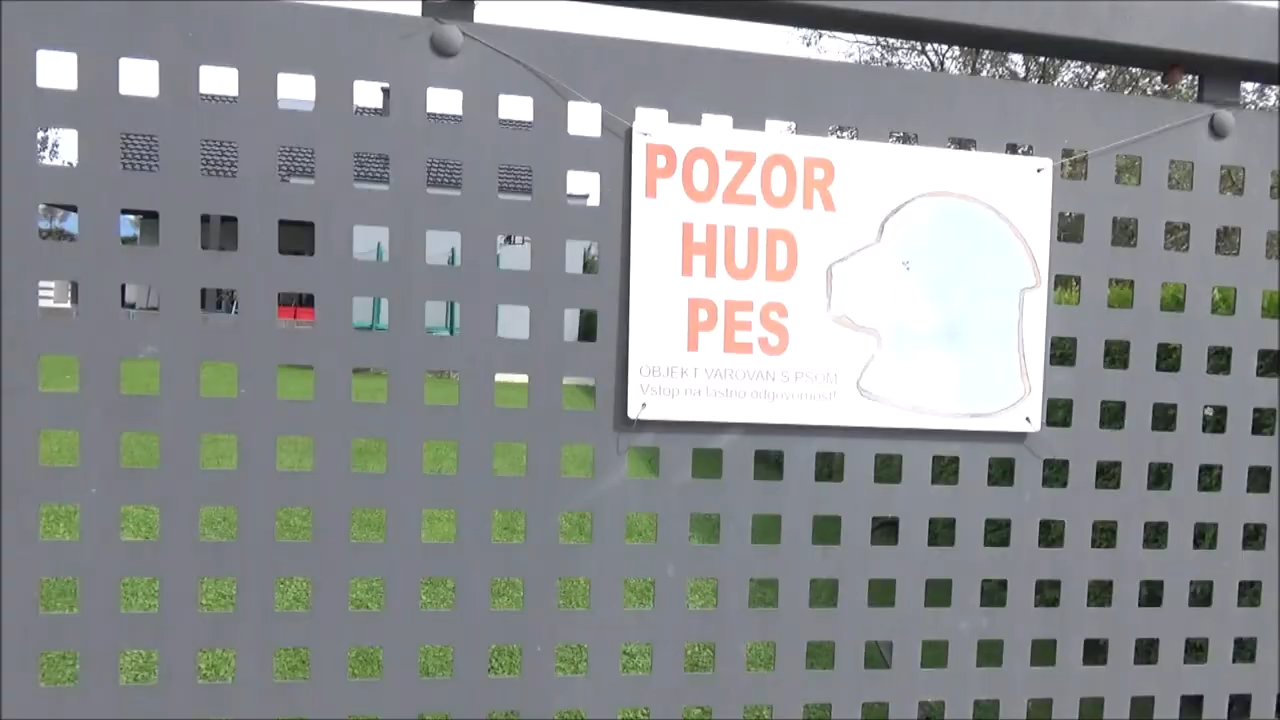 POZOR
HUD
PES
OBJEKT VAROVAN S PSOM
Vstop na lastno odgovornost!